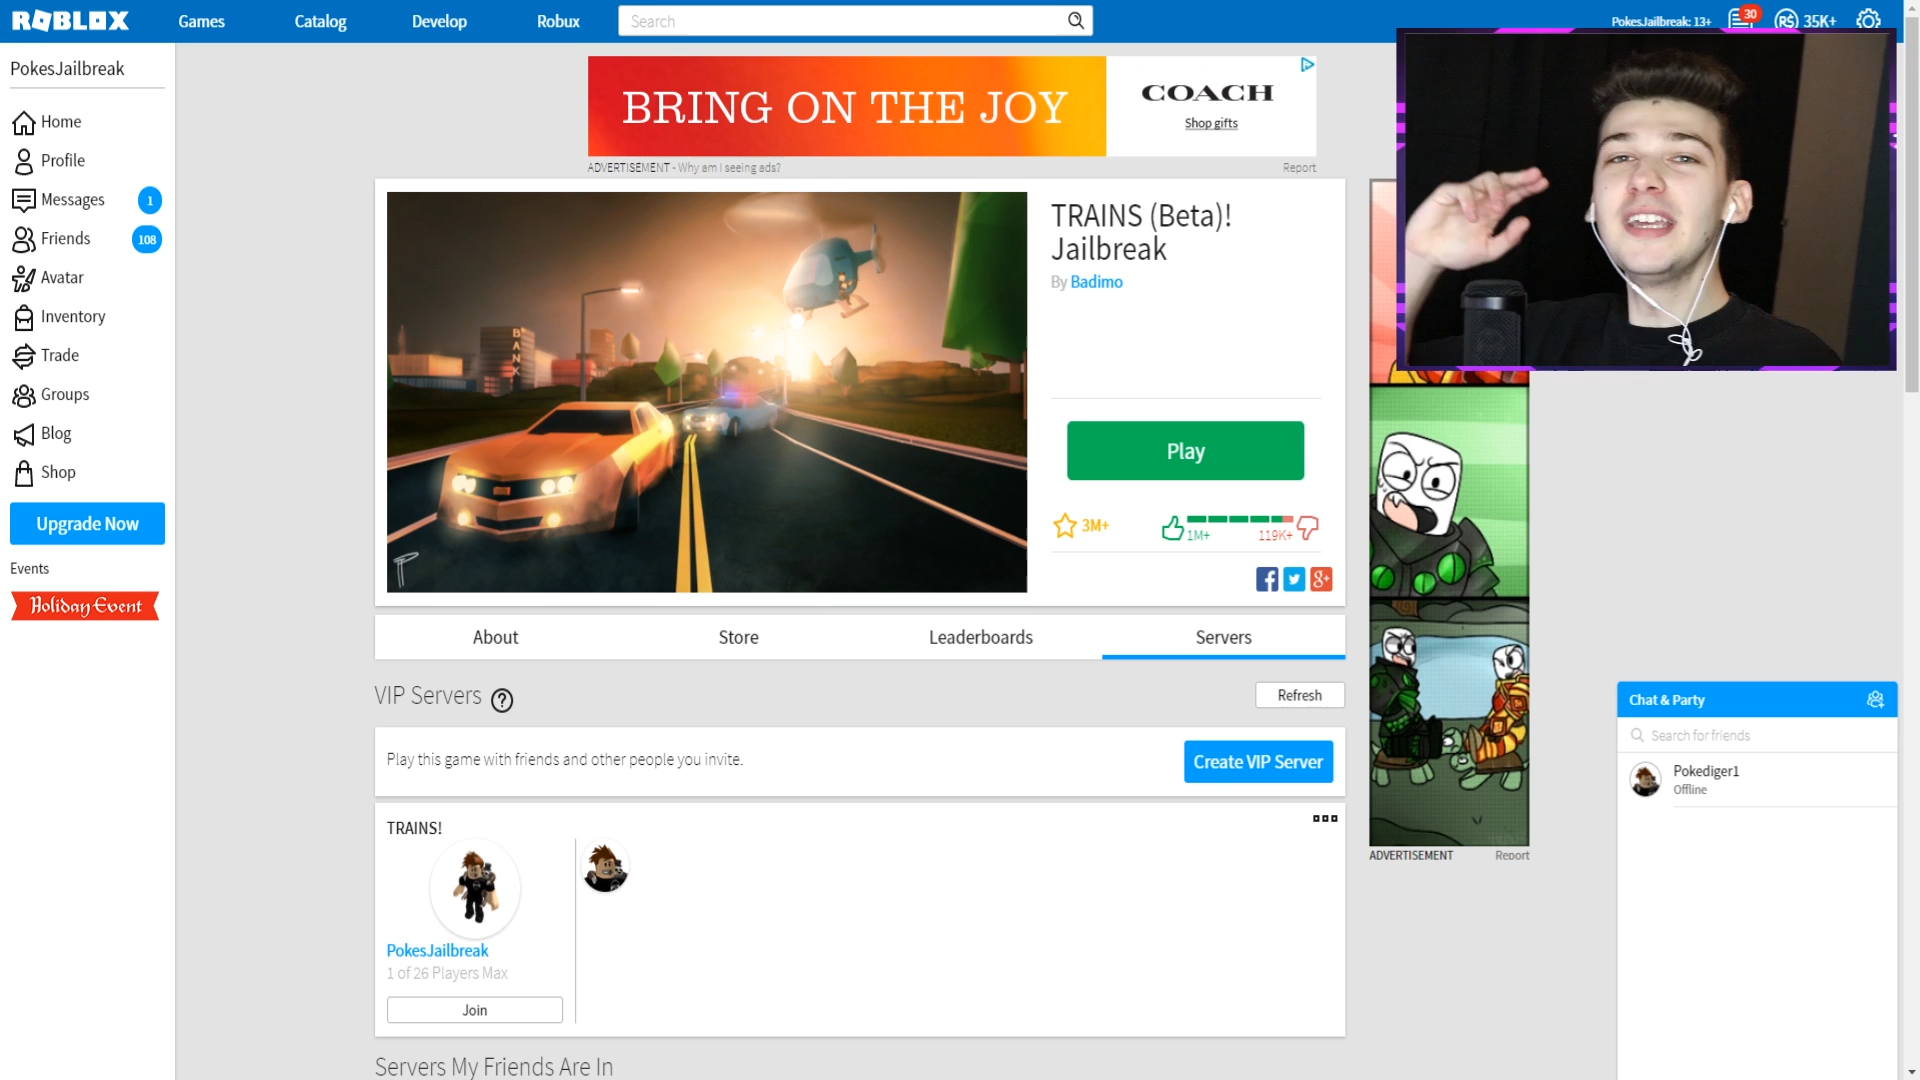 ROBLOX
Games
Catalog
Develop
Robux
Search
PokesJailbreak: 13+
30
R$ 35K+
PokesJailbreak
Home
Profile
Messages 1
Friends 108
Avatar
Inventory
Trade
Groups
Blog
Shop
Upgrade Now
Events
Holiday Event
BRING ON THE JOY
COACH
Shop gifts
ADVERTISEMENT - Why am I seeing ads?
Report
BANK
TRAINS (Beta)!
Jailbreak
By Badimo
Play
3M+
1M+
119K+
About
Store
Leaderboards
Servers
VIP Servers ?
Refresh
Play this game with friends and other people you invite.
Create VIP Server
TRAINS!
PokesJailbreak
1 of 26 Players Max
Join
Servers My Friends Are In
ADVERTISEMENT
Report
Chat & Party
Search for friends
Pokediger1
Offline